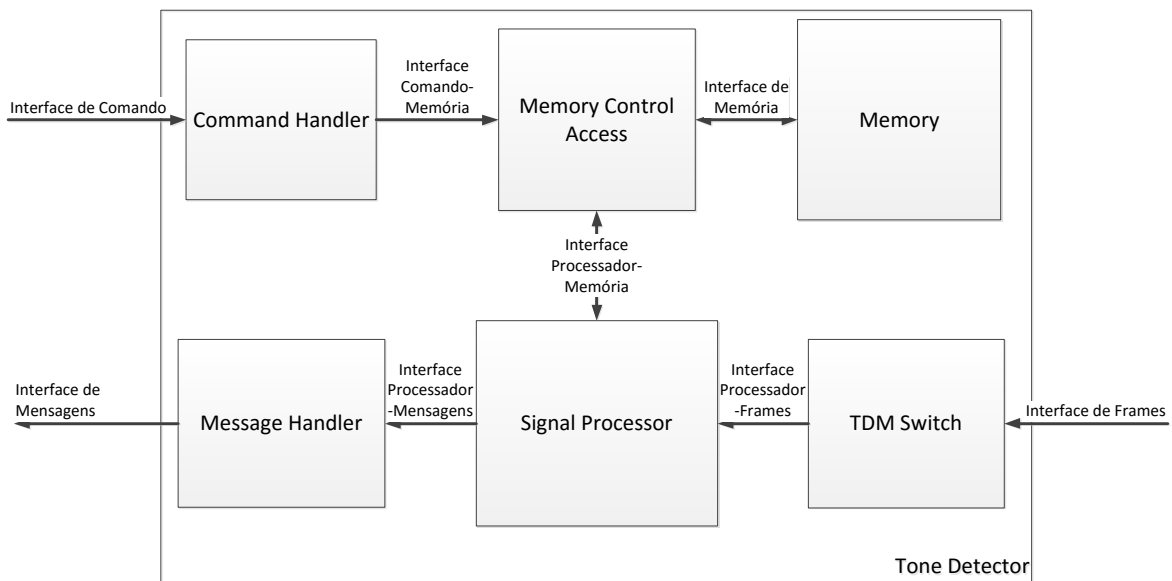 Interface de Comando
Command Handler
Interface
Comando-
Memória
Memory Control
Access
Interface de
Memória
Memory
Interface
Processador-
Memória
Interface de
Mensagens
Message Handler
Interface
Processador
-Mensagens
Signal Processor
Interface
Processador
-Frames
TDM Switch
Interface de Frames
Tone Detector